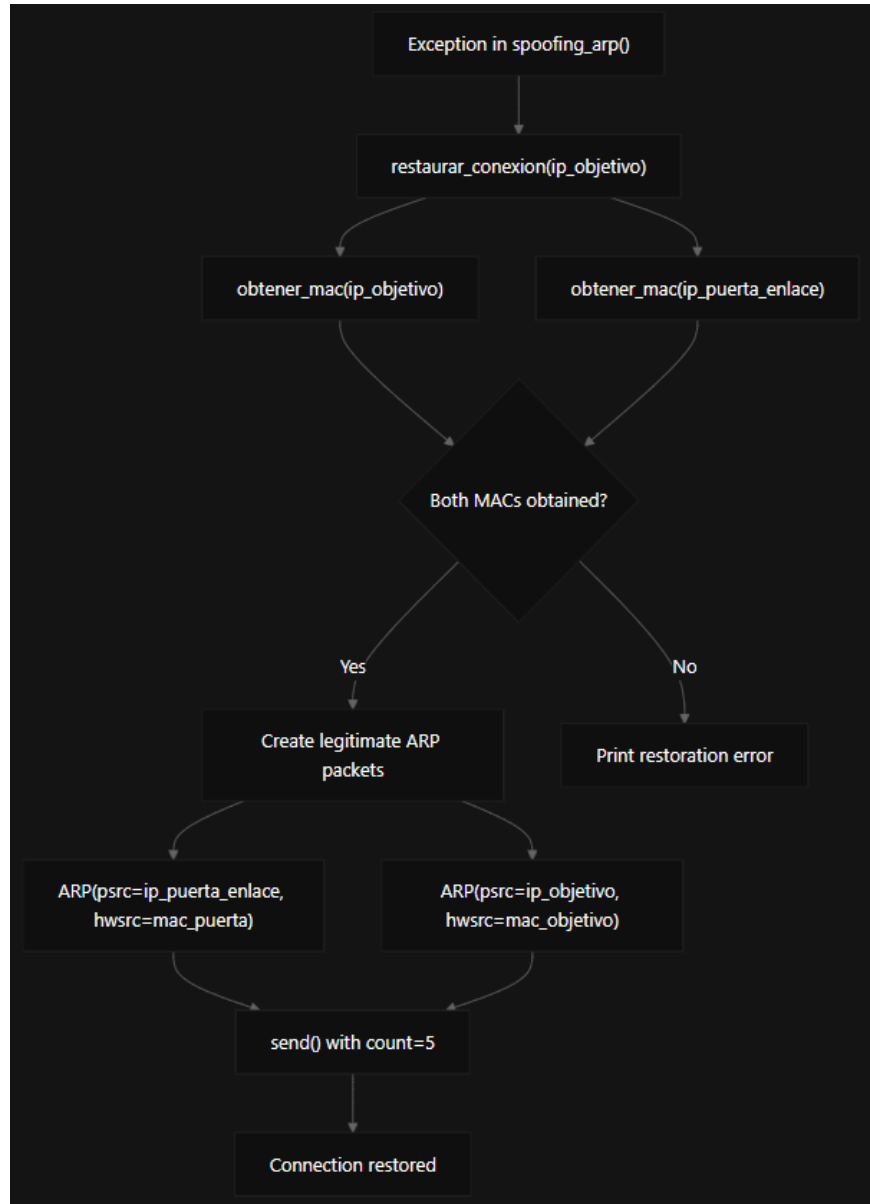 Exception in spoofing_arp()
restaurar_conexion(ip_objetivo)
obtener_mac(ip_objetivo)
obtener_mac(ip_puerta_enlace)
Both MACs obtained?
Yes
No
Create legitimate ARP
packets
Print restoration error
ARP(psrc=ip_puerta_enlace,
hwsrc=mac_puerta)
ARP(psrc=ip_objetivo,
hwsrc=mac_objetivo)
send() with count=5
Connection restored